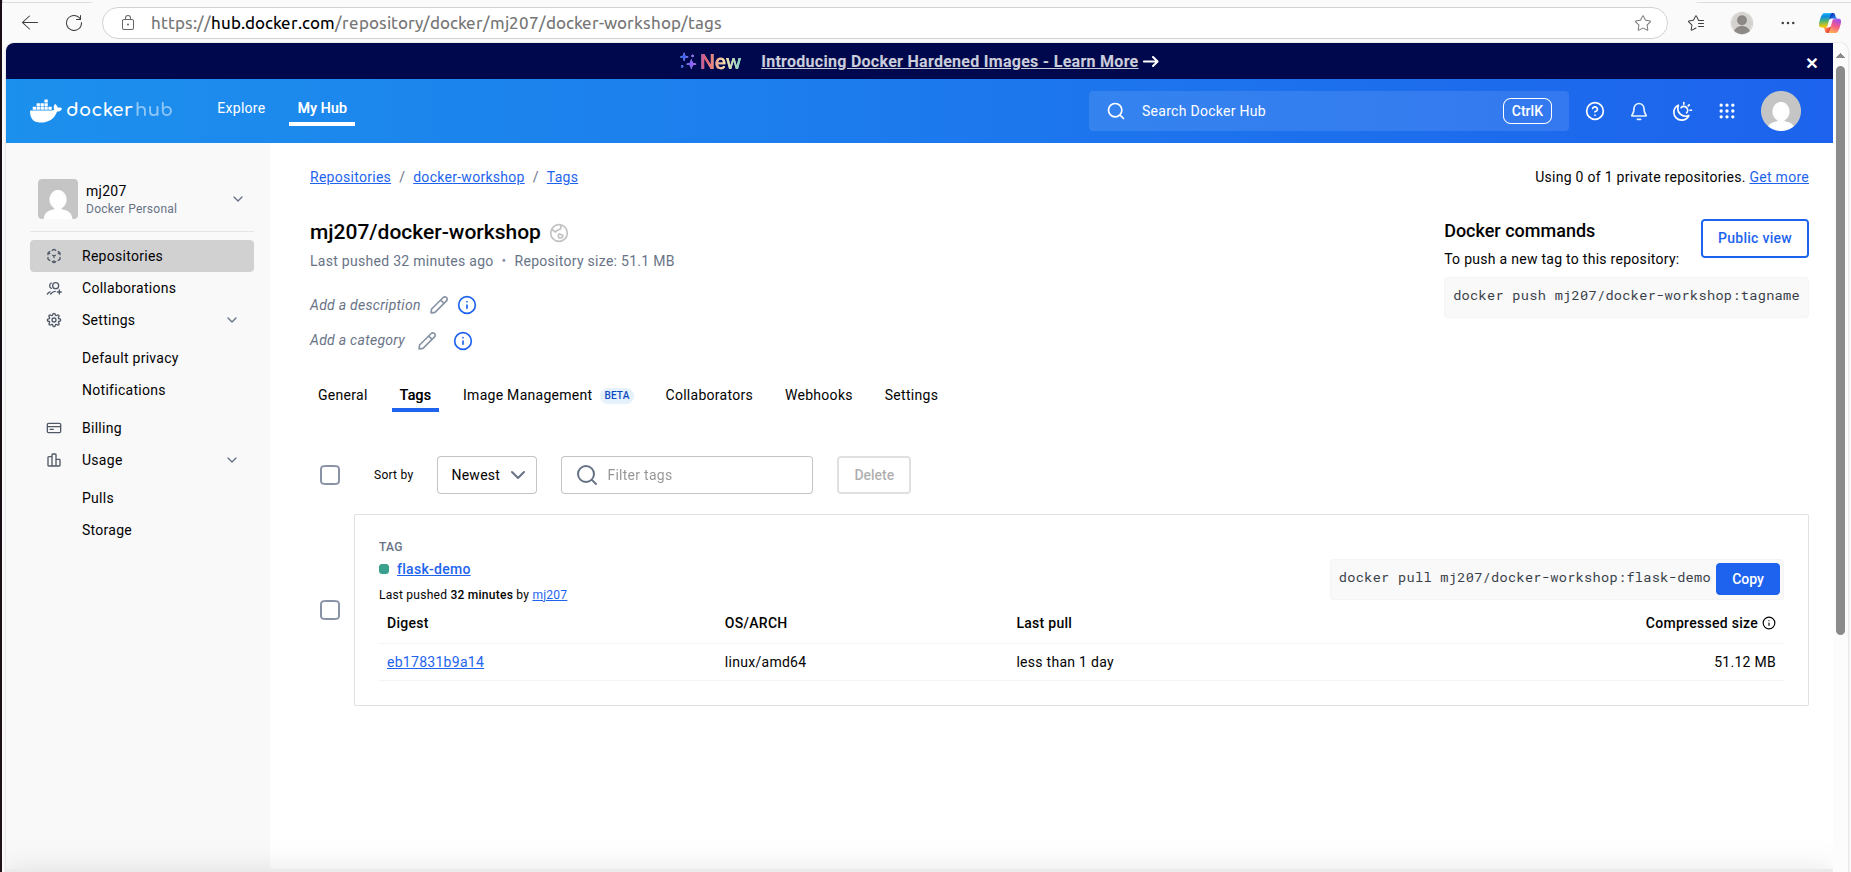 https://hub.docker.com/repository/docker/mj207/docker-workshop/tags
New Introducing Docker Hardened Images - Learn More →
dockerhub Explore My Hub Search Docker Hub CtrlK
mj207
Docker Personal
Repositories
Collaborations
Settings
Default privacy
Notifications
Billing
Usage
Pulls
Storage
Repositories / docker-workshop / Tags
Using 0 of 1 private repositories. Get more
mj207/docker-workshop
Last pushed 32 minutes ago • Repository size: 51.1 MB
Add a description
Add a category
Docker commands
Public view
To push a new tag to this repository:
docker push mj207/docker-workshop:tagname
General Tags Image Management BETA Collaborators Webhooks Settings
Sort by Newest Filter tags Delete
TAG
flask-demo
Last pushed 32 minutes by mj207
docker pull mj207/docker-workshop:flask-demo Copy
Digest OS/ARCH Last pull Compressed size
eb17831b9a14 linux/amd64 less than 1 day 51.12 MB